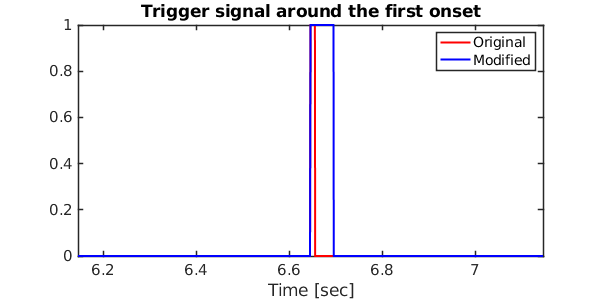 Trigger signal around the first onset
1
0.8
0.6
0.4
0.2
0
Original
Modified
6.2 6.4 6.6 6.8 7
Time [sec]